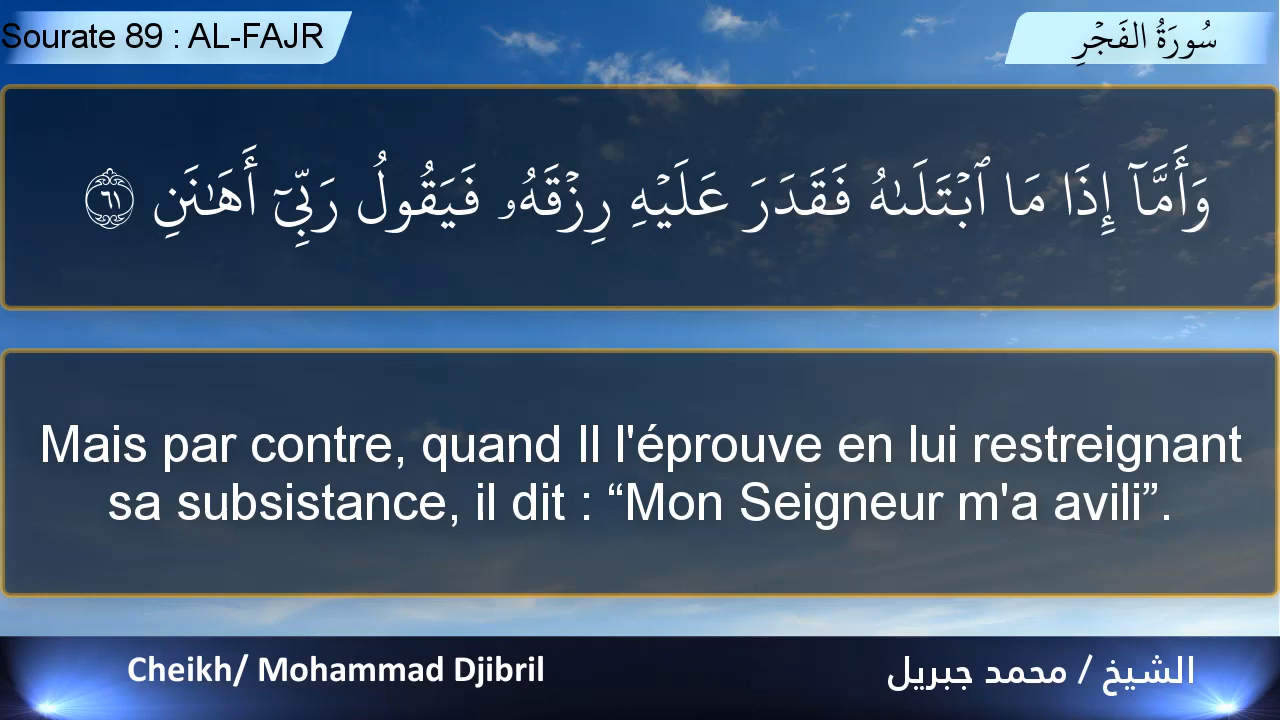 Sourate 89 : AL-FAJR
سُورَةُ الفَجْرِ
وَأَمَّآ إِذَا مَا ٱبْتَلَىٰهُ فَقَدَرَ عَلَيْهِ رِزْقَهُۥ فَيَقُولُ رَبِّىٓ أَهَـٰنَنِ ٦١
Mais par contre, quand Il l'éprouve en lui restreignant
sa subsistance, il dit : “Mon Seigneur m'a avili”.
Cheikh/ Mohammad Djibril
الشيخ / محمد جبريل